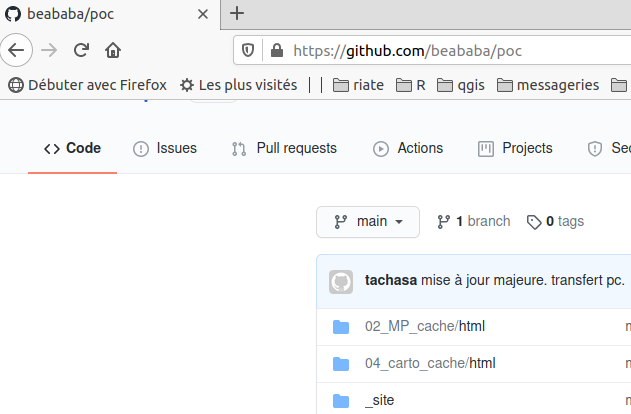 beababa/poc
https://github.com/beababa/poc
Débuter avec Firefox Les plus visités riate R qgis messageries
Code Issues Pull requests Actions Projects
main 1 branch 0 tags
tachasa mise à jour majeure. transfert pc.
02_MP_cache/html
04_carto_cache/html
_site